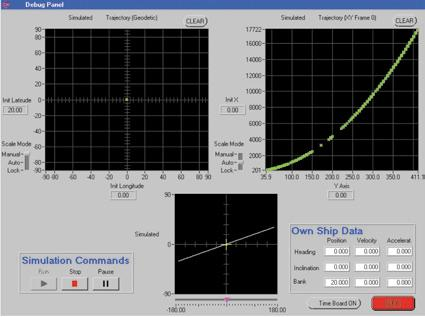 Debug Panel
Simulated Trajectory (Geodetic) CLEAR
Simulated Trajectory (XY Frame 0) CLEAR
90
80
60
40
20
0
-20
-40
-60
-80
-90
-90 80 60 40 20 0 20 40 60 80 90
Init Latitude
20.00
Scale Mode
Manual
Auto
Lock
Init Longitude
0.00
17722
16000
14000
12000
10000
8000
6000
4000
2000
201
Init X
0.00
Scale Mode
Manual
Auto
Lock
25.9 100.0 150.0 200.0 250.0 300.0 350.0 411.1
Y Axis
0.00
Simulated
90
0
-90
-180.00 180.00
Simulation Commands
Run Stop Pause
Own Ship Data
Position Velocity Accelerat
Heading 0.000 0.000 0.000
Inclination 0.000 0.000 0.000
Bank 20.000 0.000 0.000
Time Board ON